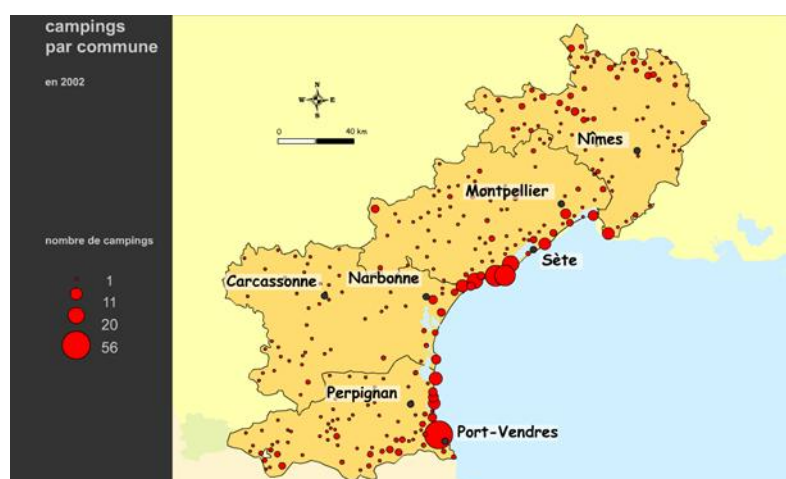 campings
par commune
en 2002
N
W E
S
0 40 km
nombre de campings
1
11
20
56
Nîmes
Montpellier
Sète
Carcassonne
Narbonne
Perpignan
Port-Vendres